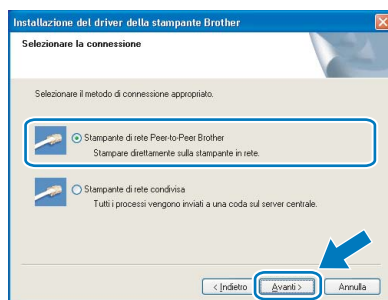 Installazione del driver della stampante Brother
Selezionare la connessione
Selezionare il metodo di connessione appropriato.
Stampante di rete Peer-to-Peer Brother
Stampare direttamente sulla stampante in rete.
Stampante di rete condivisa
Tutti i processi vengono inviati a una coda sul server centrale.
< Indietro Avanti > Annulla